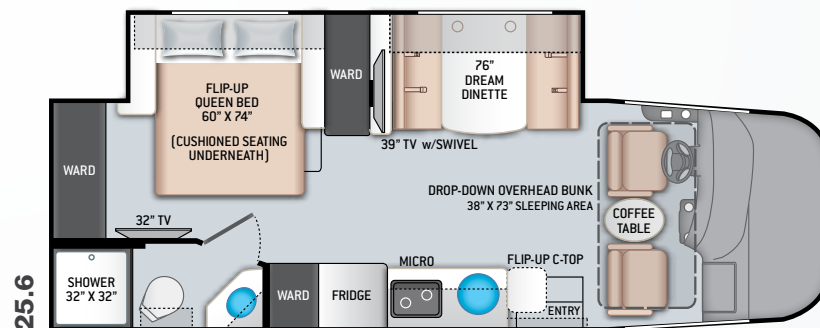 FLIP-UP
QUEEN BED
60" X 74"
(CUSHIONED SEATING
UNDERNEATH)
WARD
76"
DREAM
DINETTE
39" TV w/SWIVEL
WARD
32" TV
DROP-DOWN OVERHEAD BUNK
38" X 73" SLEEPING AREA
COFFEE
TABLE
SHOWER
32" X 32"
WARD
FRIDGE
MICRO
FLIP-UP C-TOP
ENTRY
25.6